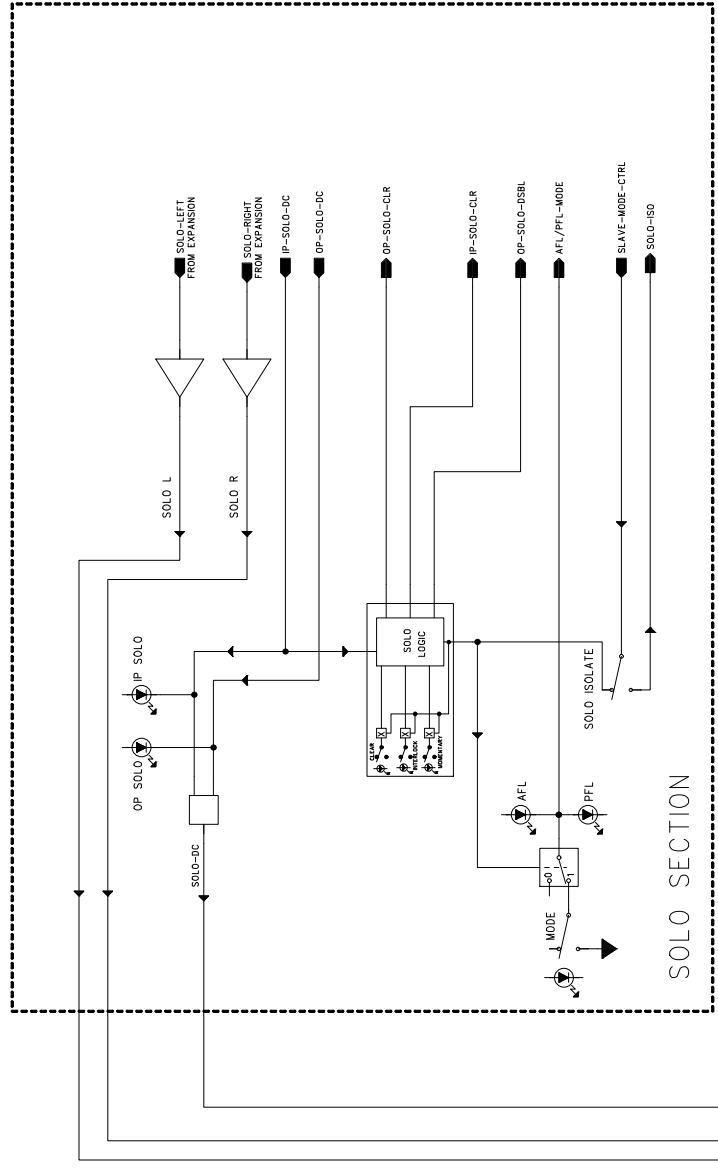 SOLO-LEFT
FROM EXPANSION
SOLO-RIGHT
FROM EXPANSION
IP-SOLO-DC
OP-SOLO-DC
OP-SOLO-CLR
IP-SOLO-CLR
OP-SOLO-DSBL
AFL/PFL-MODE
SLAVE-MODE-CTRL
SOLO-ISO
SOLO L
SOLO R
IP SOLO
OP SOLO
SOLO-DC
SOLO
LOGIC
X
X
X
CLEAR
INTERLOCK
MOMENTARY
SOLO ISOLATE
AFL
PFL
0
1
MODE
SOLO SECTION